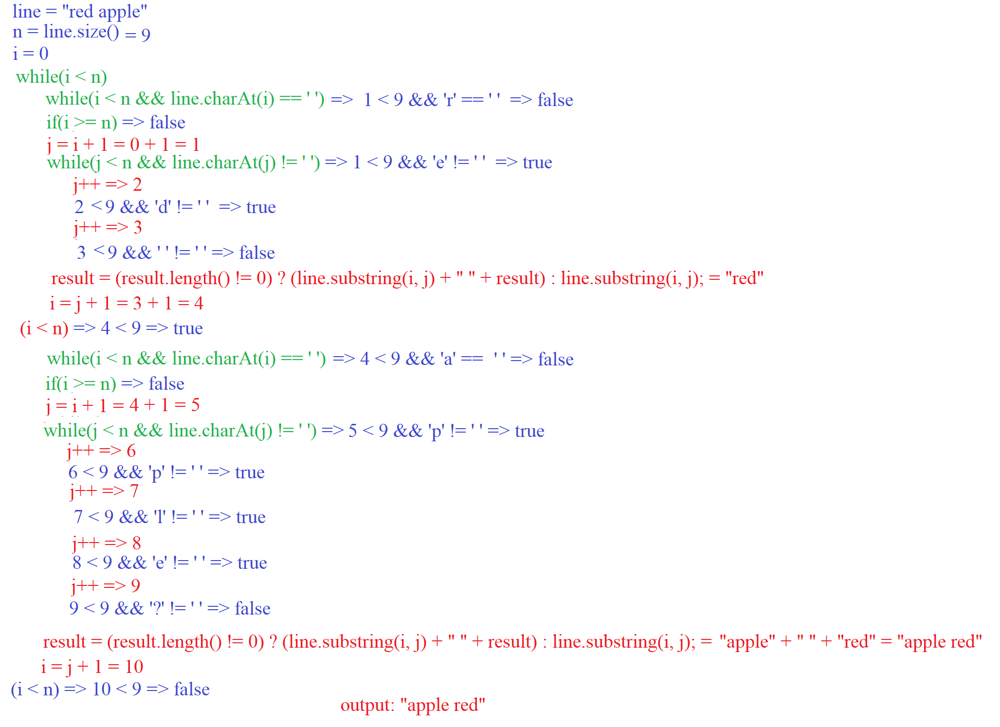 line = "red apple"
n = line.size() = 9
i = 0
while(i < n)
while(i < n && line.charAt(i) == ' ') => 1 < 9 && 'r' == ' ' => false
if(i >= n) => false
j = i + 1 = 0 + 1 = 1
while(j < n && line.charAt(j) != ' ') => 1 < 9 && 'e' != ' ' => true
j++ => 2
2 < 9 && 'd' != ' ' => true
j++ => 3
3 < 9 && ' ' != ' ' => false
result = (result.length() != 0) ? (line.substring(i, j) + " " + result) : line.substring(i, j); = "red"
i = j + 1 = 3 + 1 = 4
(i < n) => 4 < 9 => true
while(i < n && line.charAt(i) == ' ') => 4 < 9 && 'a' == ' ' => false
if(i >= n) => false
j = i + 1 = 4 + 1 = 5
while(j < n && line.charAt(j) != ' ') => 5 < 9 && 'p' != ' ' => true
j++ => 6
6 < 9 && 'p' != ' ' => true
j++ => 7
7 < 9 && 'l' != ' ' => true
j++ => 8
8 < 9 && 'e' != ' ' => true
j++ => 9
9 < 9 && '?' != ' ' => false
result = (result.length() != 0) ? (line.substring(i, j) + " " + result) : line.substring(i, j); = "apple" + " " + "red" = "apple red"
i = j + 1 = 10
(i < n) => 10 < 9 => false
output: "apple red"